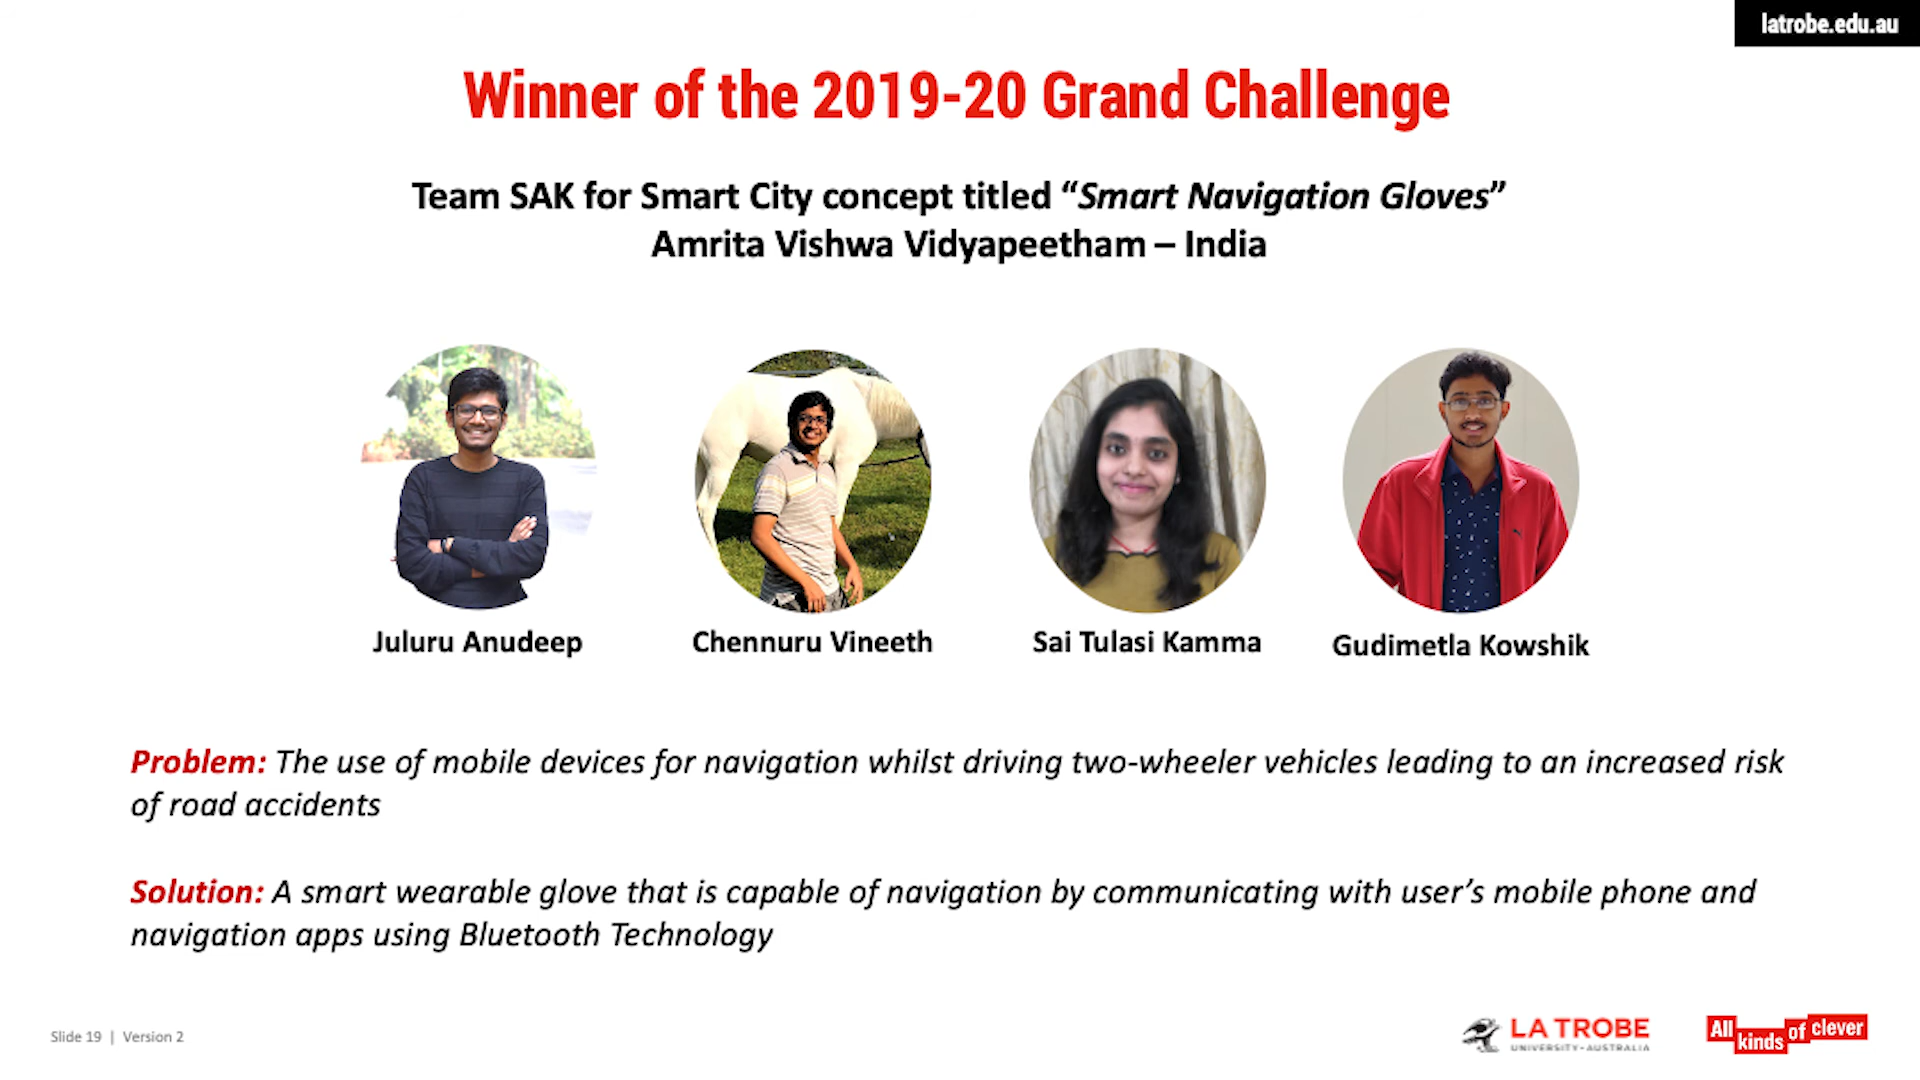 latrobe.edu.au
Winner of the 2019-20 Grand Challenge
Team SAK for Smart City concept titled “Smart Navigation Gloves”
Amrita Vishwa Vidyapeetham – India
Juluru Anudeep
Chennuru Vineeth
Sai Tulasi Kamma
Gudimetla Kowshik
Problem: The use of mobile devices for navigation whilst driving two-wheeler vehicles leading to an increased risk
of road accidents
Solution: A smart wearable glove that is capable of navigation by communicating with user’s mobile phone and
navigation apps using Bluetooth Technology
Slide 19 | Version 2
LA TROBE
UNIVERSITY-AUSTRALIA
All kinds of clever